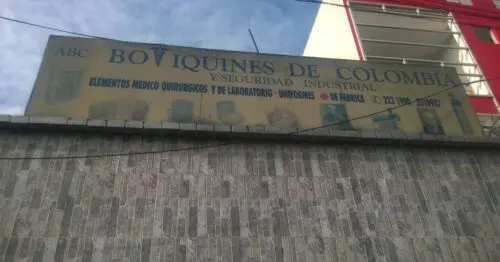 ABC BOTIQUINES DE COLOMBIA
Y SEGURIDAD INDUSTRIAL
ELEMENTOS MEDICO QUIRURGICOS Y DE LABORATORIO - UNIFORMES DE FABRICA